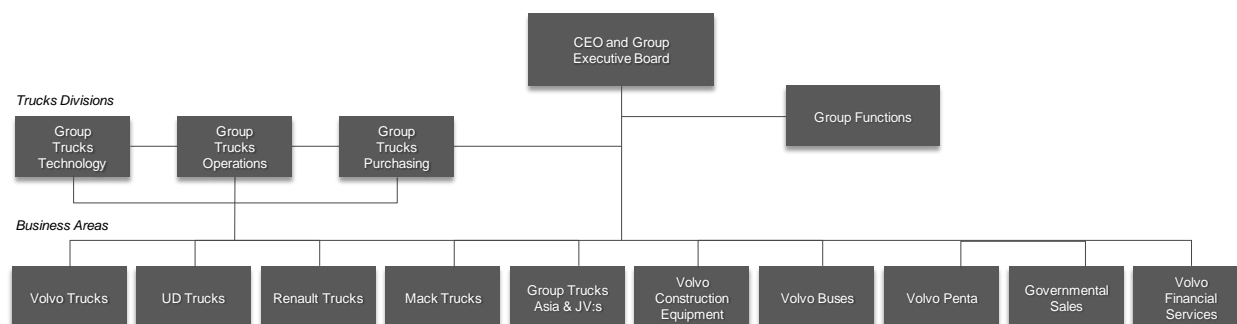 CEO and Group
Executive Board
Trucks Divisions
Group
Trucks
Technology
Group
Trucks
Operations
Group
Trucks
Purchasing
Group Functions
Business Areas
Volvo Trucks
UD Trucks
Renault Trucks
Mack Trucks
Group Trucks
Asia & JV:s
Volvo
Construction
Equipment
Volvo Buses
Volvo Penta
Governmental
Sales
Volvo
Financial
Services